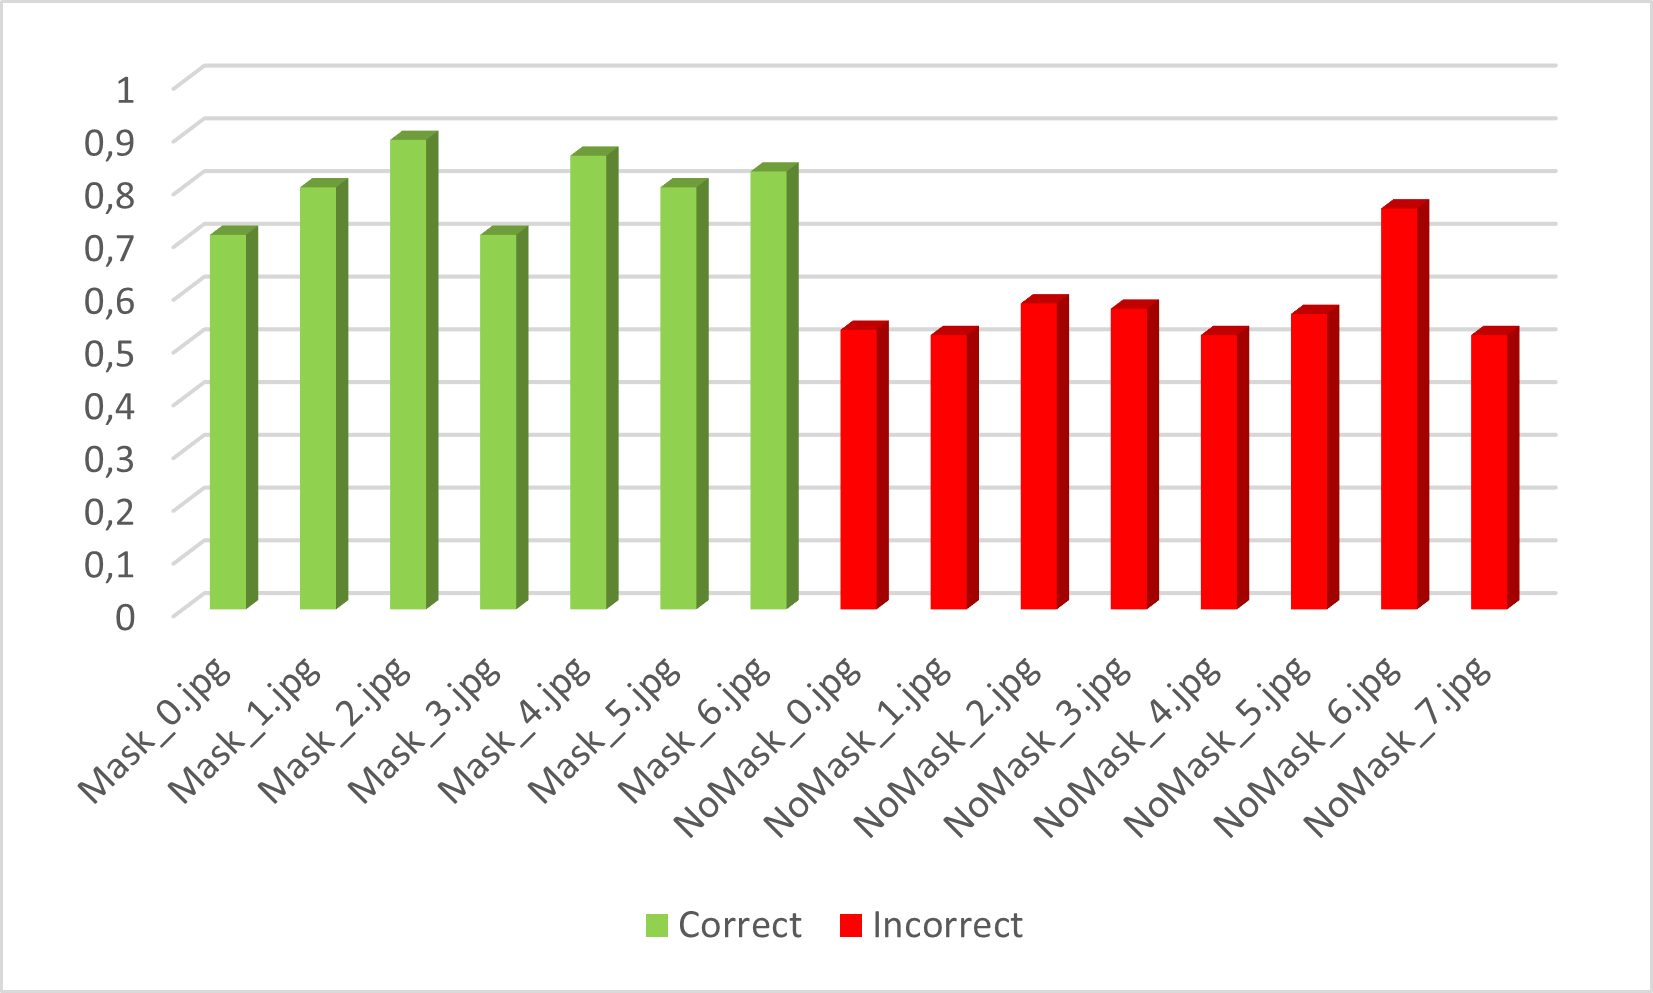 1
0,9
0,8
0,7
0,6
0,5
0,4
0,3
0,2
0,1
0
Mask_0.jpg
Mask_1.jpg
Mask_2.jpg
Mask_3.jpg
Mask_4.jpg
Mask_5.jpg
Mask_6.jpg
NoMask_0.jpg
NoMask_1.jpg
NoMask_2.jpg
NoMask_3.jpg
NoMask_4.jpg
NoMask_5.jpg
NoMask_6.jpg
NoMask_7.jpg
Correct Incorrect